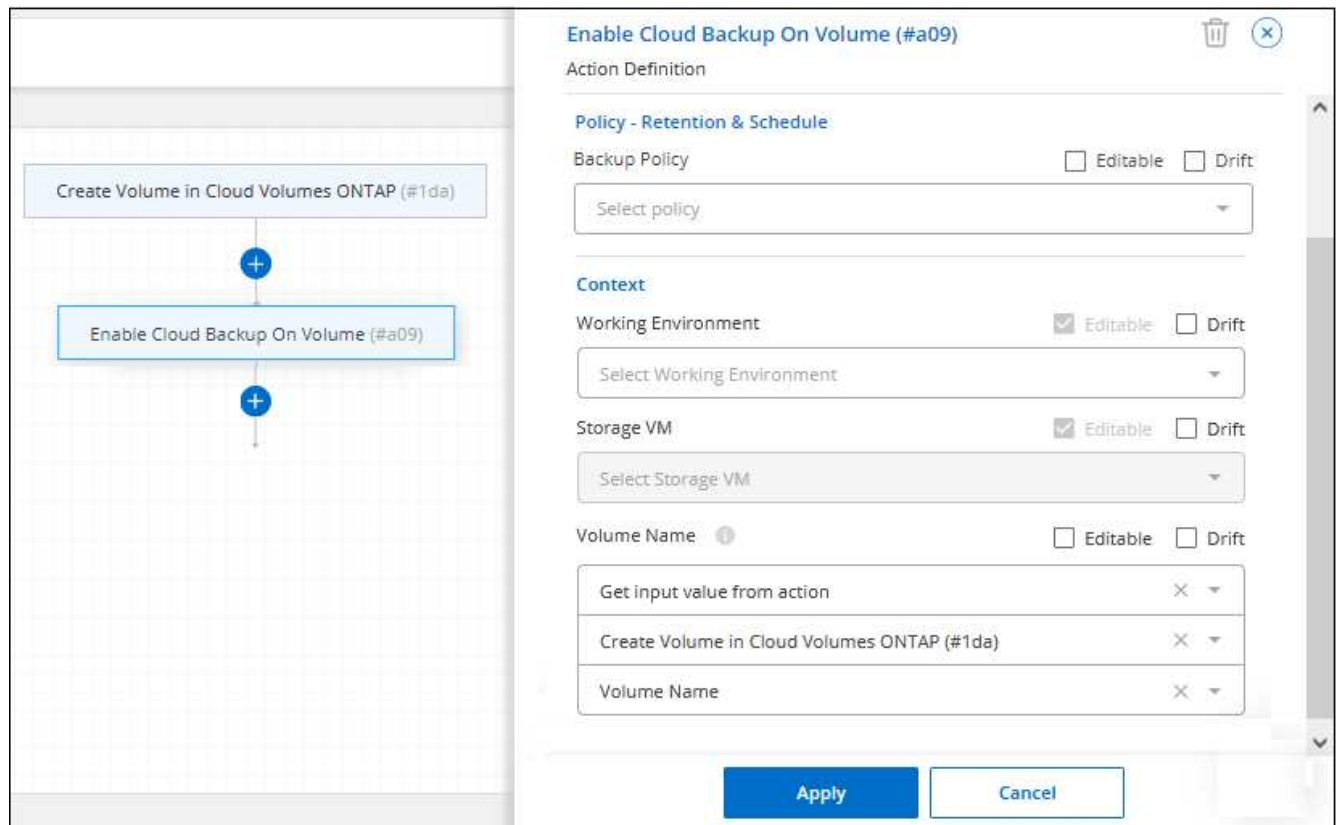 Create Volume in Cloud Volumes ONTAP (#1da)
Enable Cloud Backup On Volume (#a09)
Enable Cloud Backup On Volume (#a09)
Action Definition
Policy - Retention & Schedule
Backup Policy
Editable
Drift
Select policy
Context
Working Environment
Editable
Drift
Select Working Environment
Storage VM
Editable
Drift
Select Storage VM
Volume Name
Editable
Drift
Get input value from action
Create Volume in Cloud Volumes ONTAP (#1da)
Volume Name
Apply
Cancel